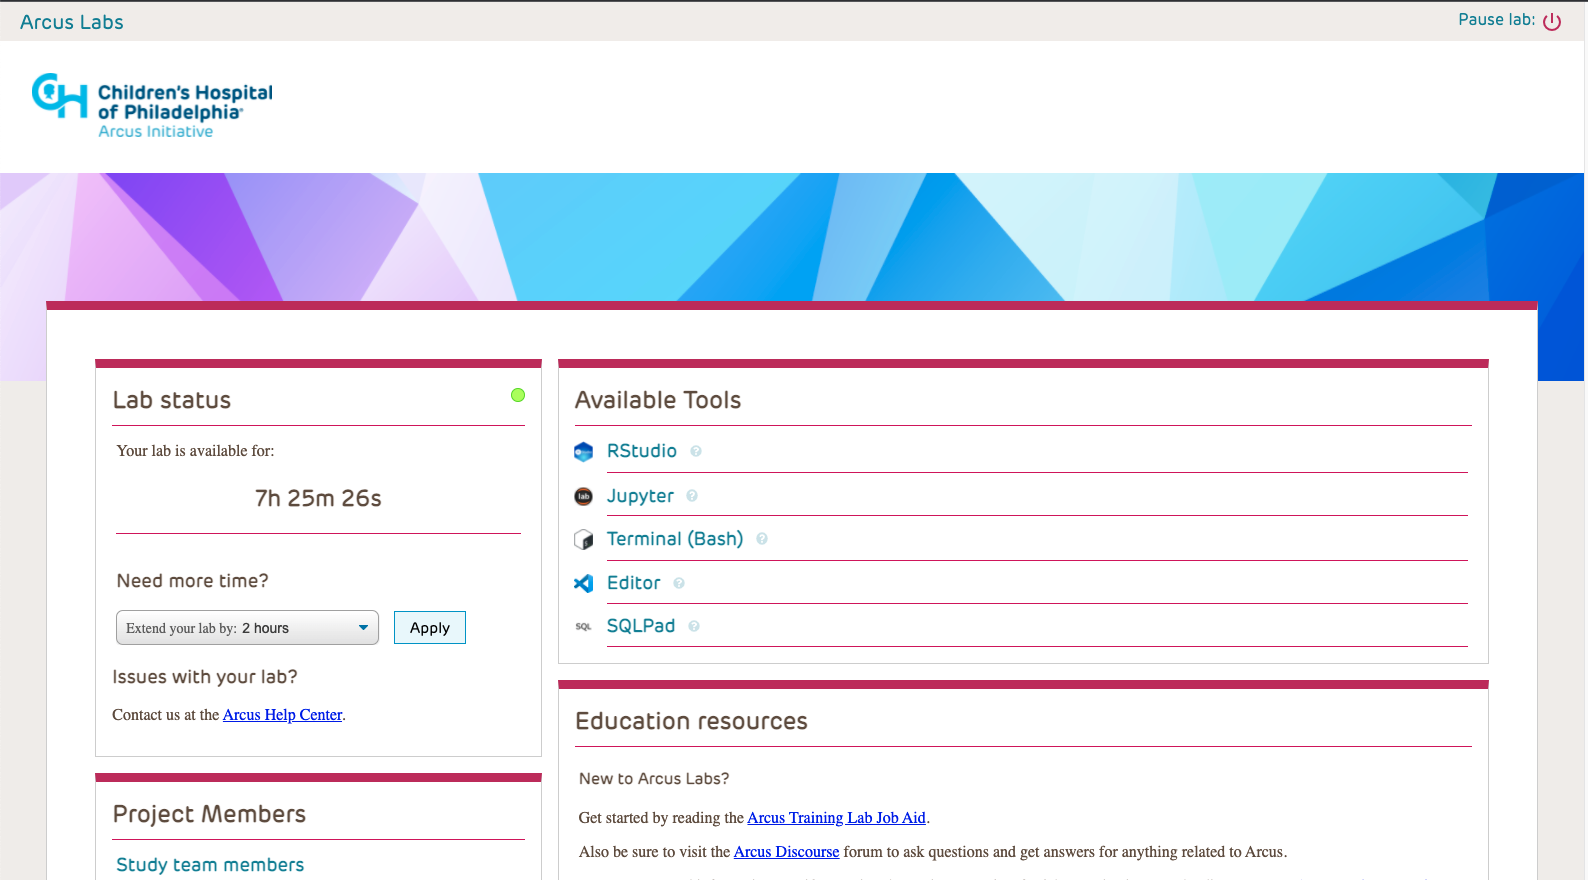 Arcus Labs
Pause lab:
CH
Children's Hospital
of Philadelphia®
Arcus Initiative
Lab status
Your lab is available for:
7h 25m 26s
Need more time?
Extend your lab by: 2 hours
Apply
Issues with your lab?
Contact us at the Arcus Help Center.
Project Members
Study team members
Available Tools
RStudio ?
lab
Jupyter ?
Terminal (Bash) ?
Editor ?
SQL
SQLPad ?
Education resources
New to Arcus Labs?
Get started by reading the Arcus Training Lab Job Aid.
Also be sure to visit the Arcus Discourse forum to ask questions and get answers for anything related to Arcus.